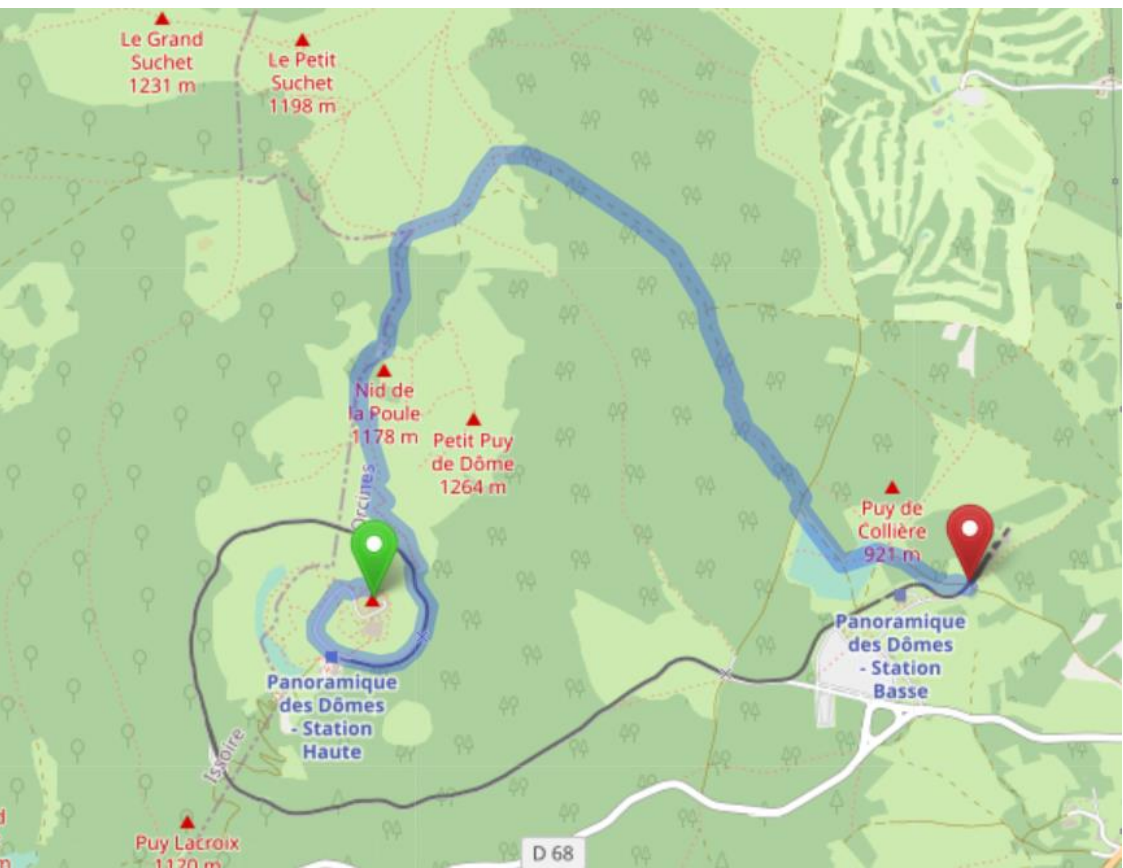 Le Grand
Suchet
1231 m
Le Petit
Suchet
1198 m
Nid de
la Poule
1178 m
Petit Puy
de Dôme
1264 m
Orcines
Puy de
Collière
921 m
Panoramique
des Dômes
- Station
Basse
Panoramique
des Dômes
- Station
Haute
Issoire
Puy Lacroix
1120 m
D 68